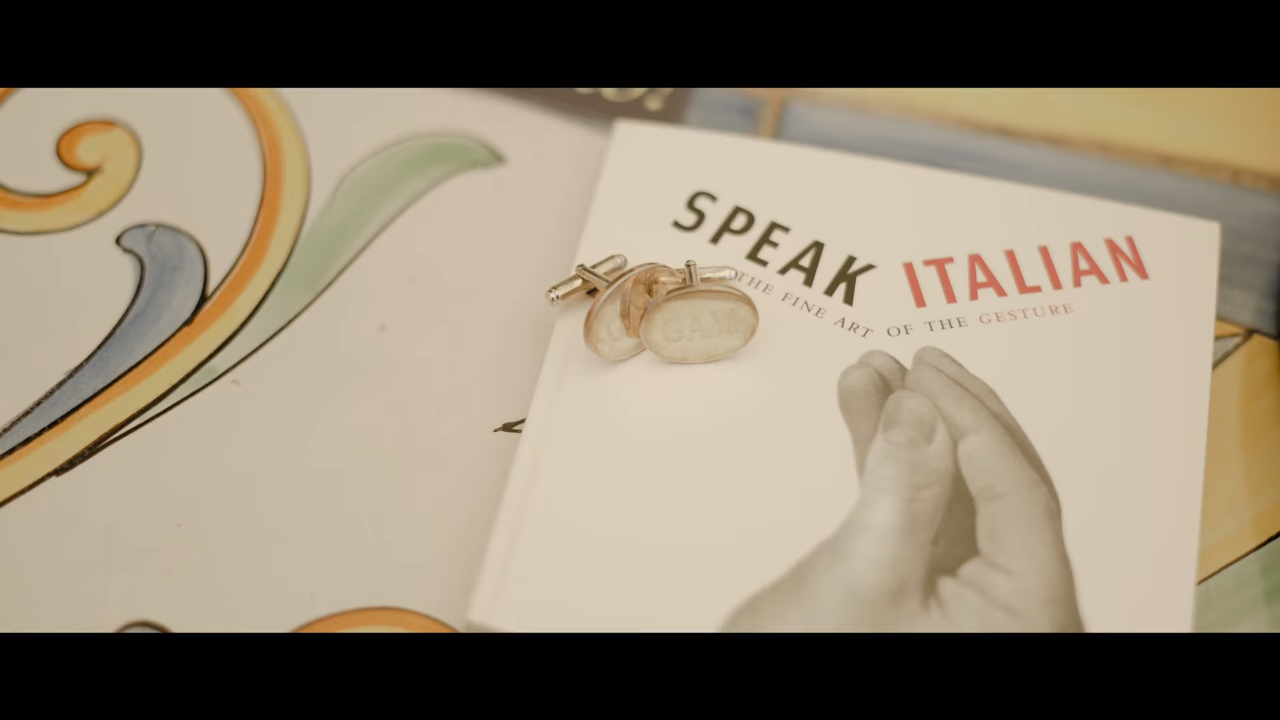 SPEAK ITALIAN
THE FINE ART OF THE GESTURE